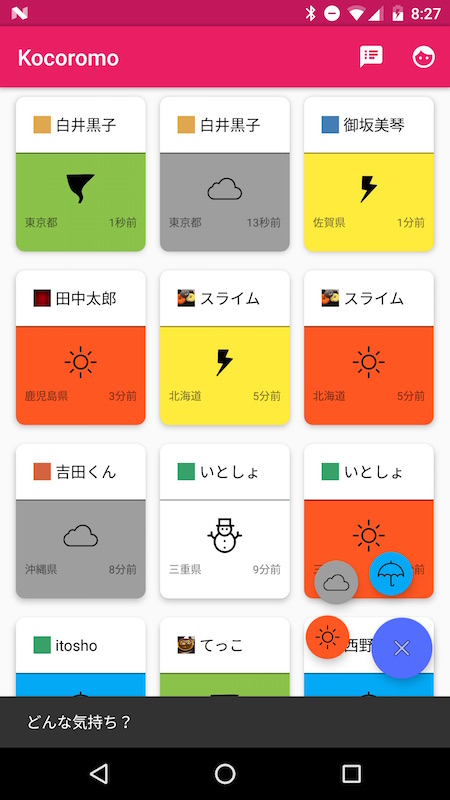 8:27
Kocoromo
白井黒子
白井黒子
御坂美琴
東京都 1秒前
東京都 13秒前
佐賀県 1分前
田中太郎
スライム
スライム
鹿児島県 3分前
北海道 5分前
北海道 5分前
吉田くん
いとしょ
いとしょ
沖縄県 8分前
三重県 9分前
9分前
itosho
てっこ
西野
どんな気持ち？